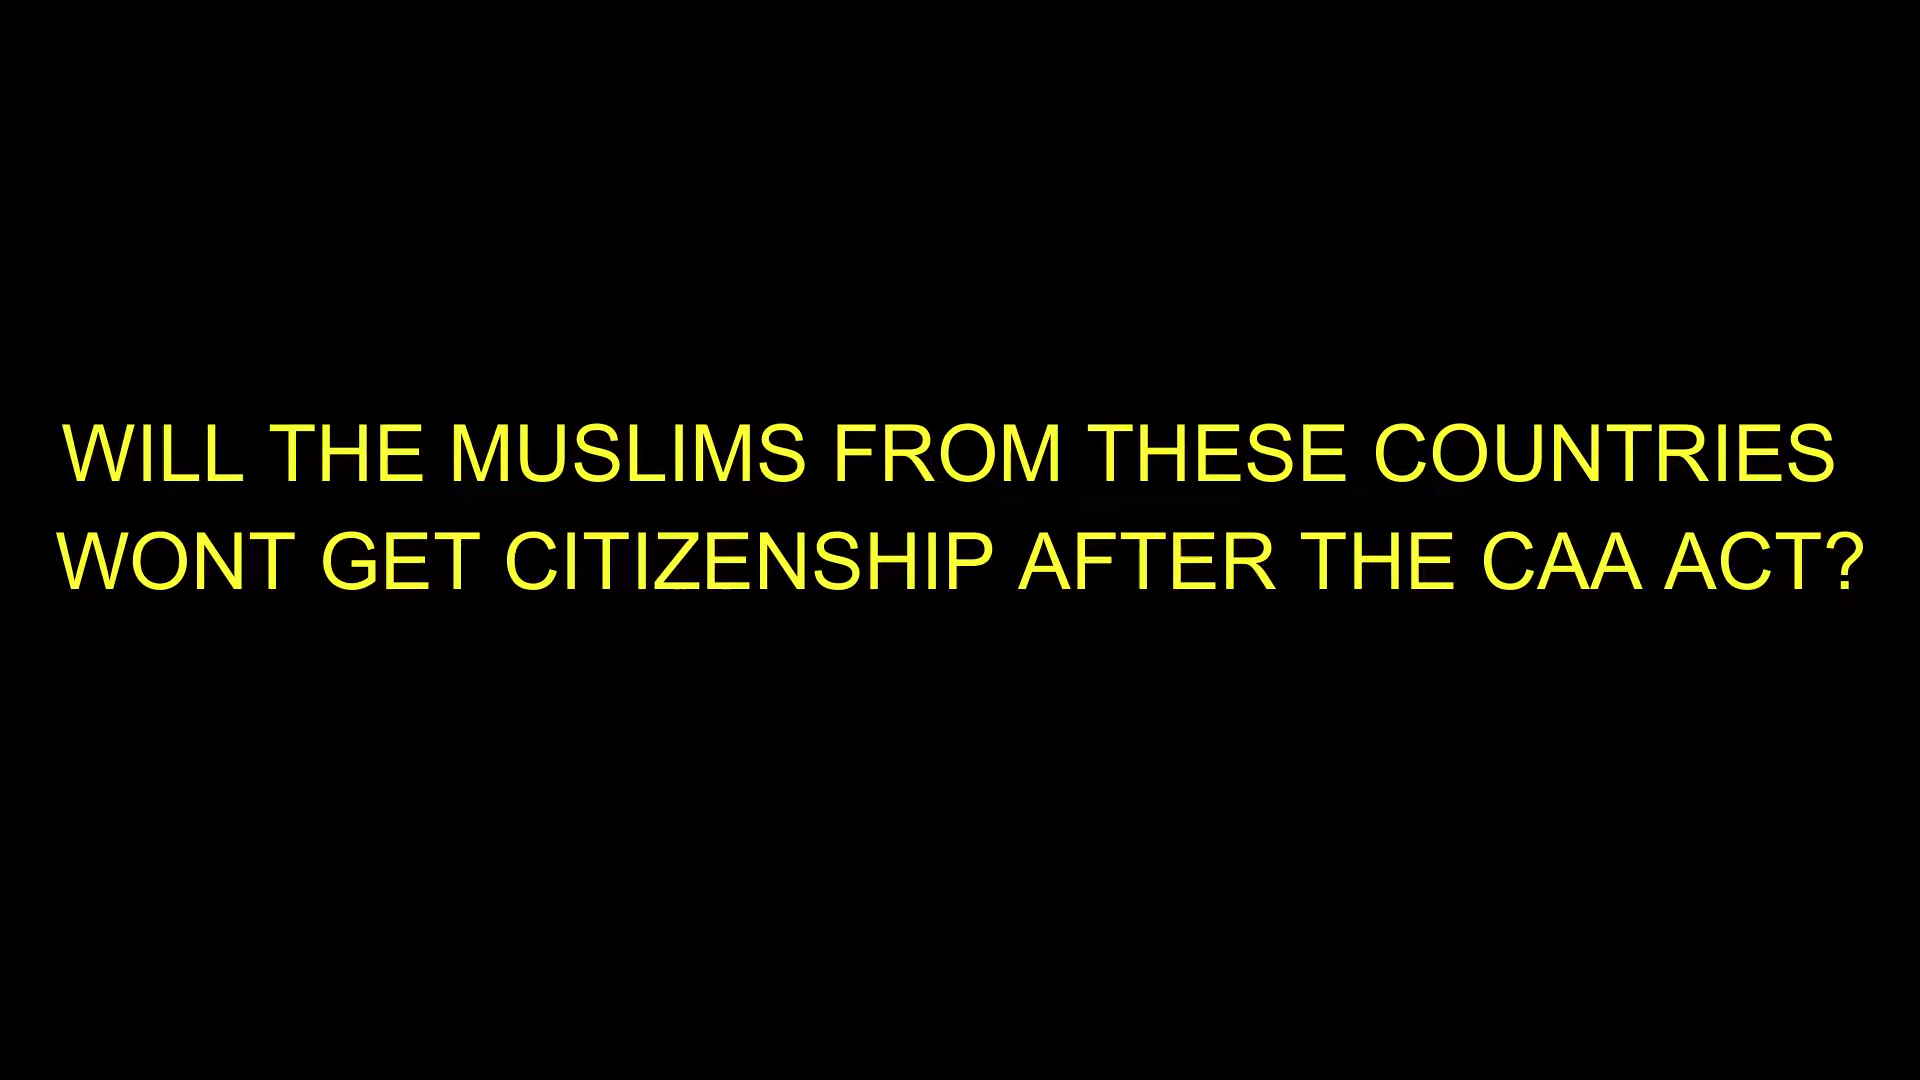 WILL THE MUSLIMS FROM THESE COUNTRIES
WONT GET CITIZENSHIP AFTER THE CAA ACT?